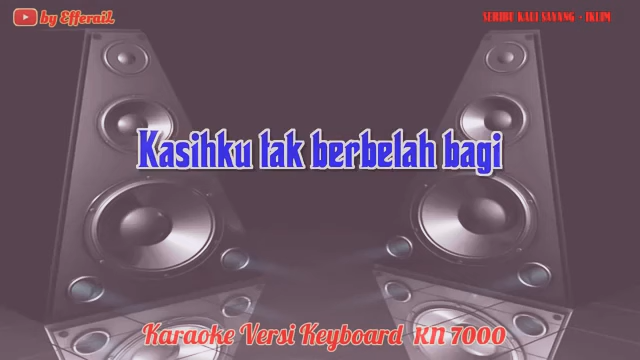 by EfferaiL
SERIBU KALI SAYANG - IKLIM
Kasihku tak berbelah bagi
Karaoke Versi Keyboard KN 7000